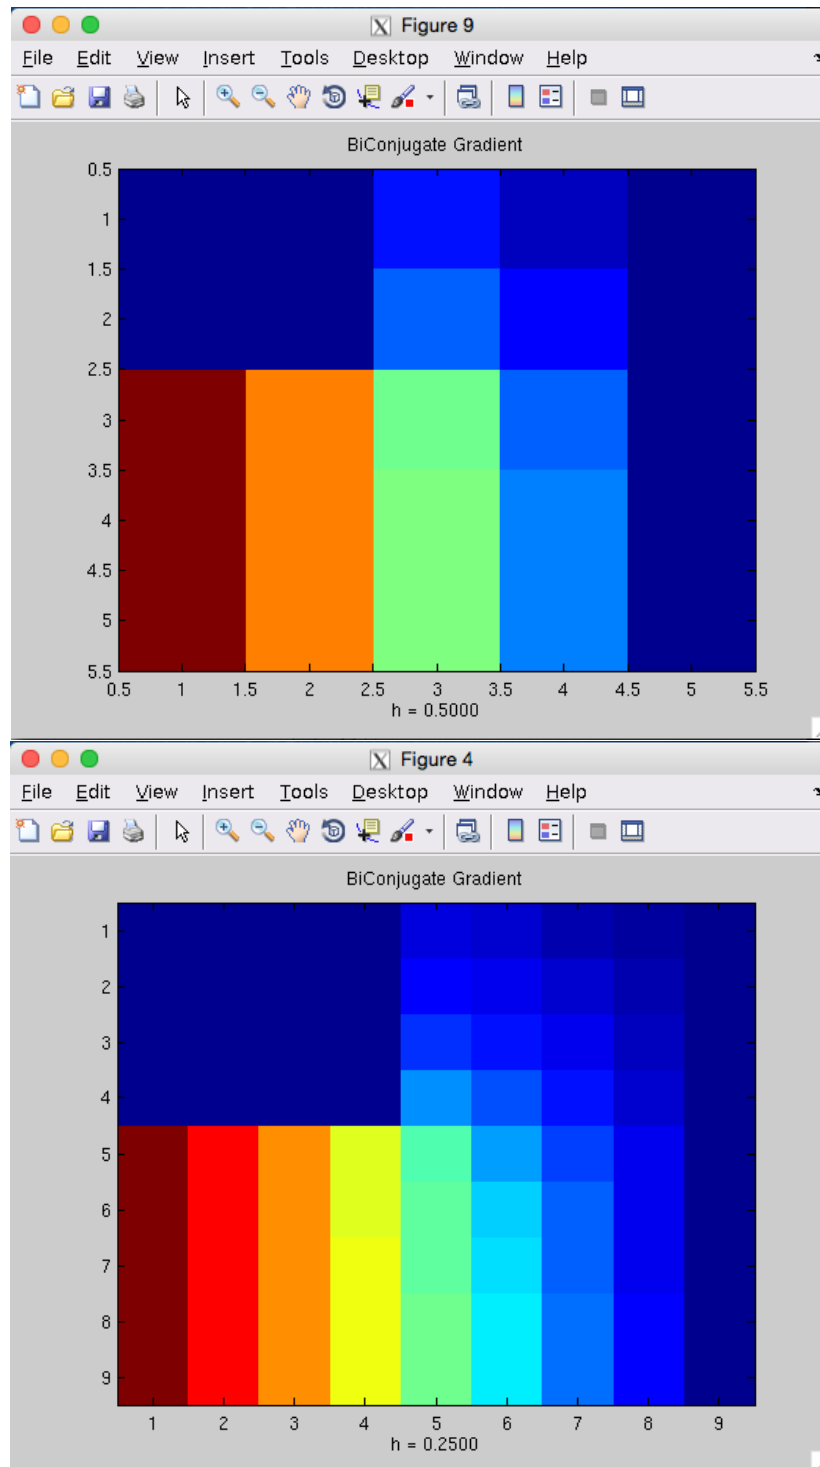 Figure 9
File Edit View Insert Tools Desktop Window Help
BiConjugate Gradient
0.5
1
1.5
2
2.5
3
3.5
4
4.5
5
5.5
0.5 1 1.5 2 2.5 3 3.5 4 4.5 5 5.5
h = 0.5000
Figure 4
File Edit View Insert Tools Desktop Window Help
BiConjugate Gradient
1
2
3
4
5
6
7
8
9
1 2 3 4 5 6 7 8 9
h = 0.2500